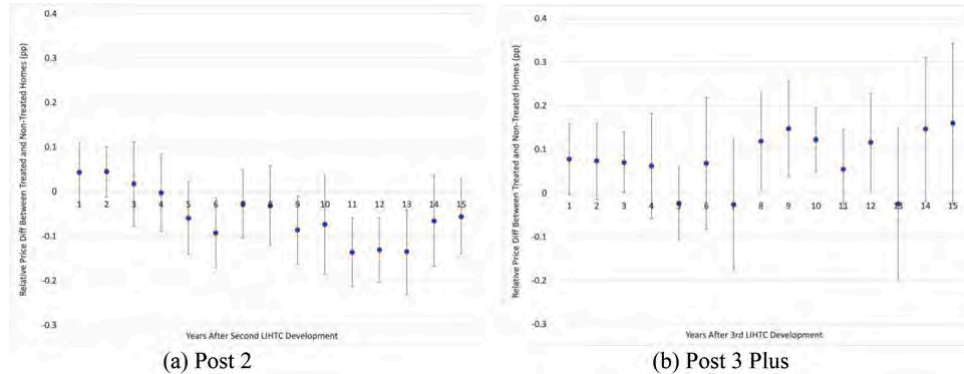 Relative Price Diff Between Treated and Non-Treated Homes (pp)
0.4
0.3
0.2
0.1
0
-0.1
-0.2
-0.3
1 2 3 4 5 6 7 8 9 10 11 12 13 14 15
Years After Second LIHTC Development
(a) Post 2
Relative Price Diff Between Treated and Non-Treated Homes (pp)
0.4
0.3
0.2
0.1
0
-0.1
-0.2
-0.3
1 2 3 4 5 6 7 8 9 10 11 12 13 14 15
Years After 3rd LIHTC Development
(b) Post 3 Plus